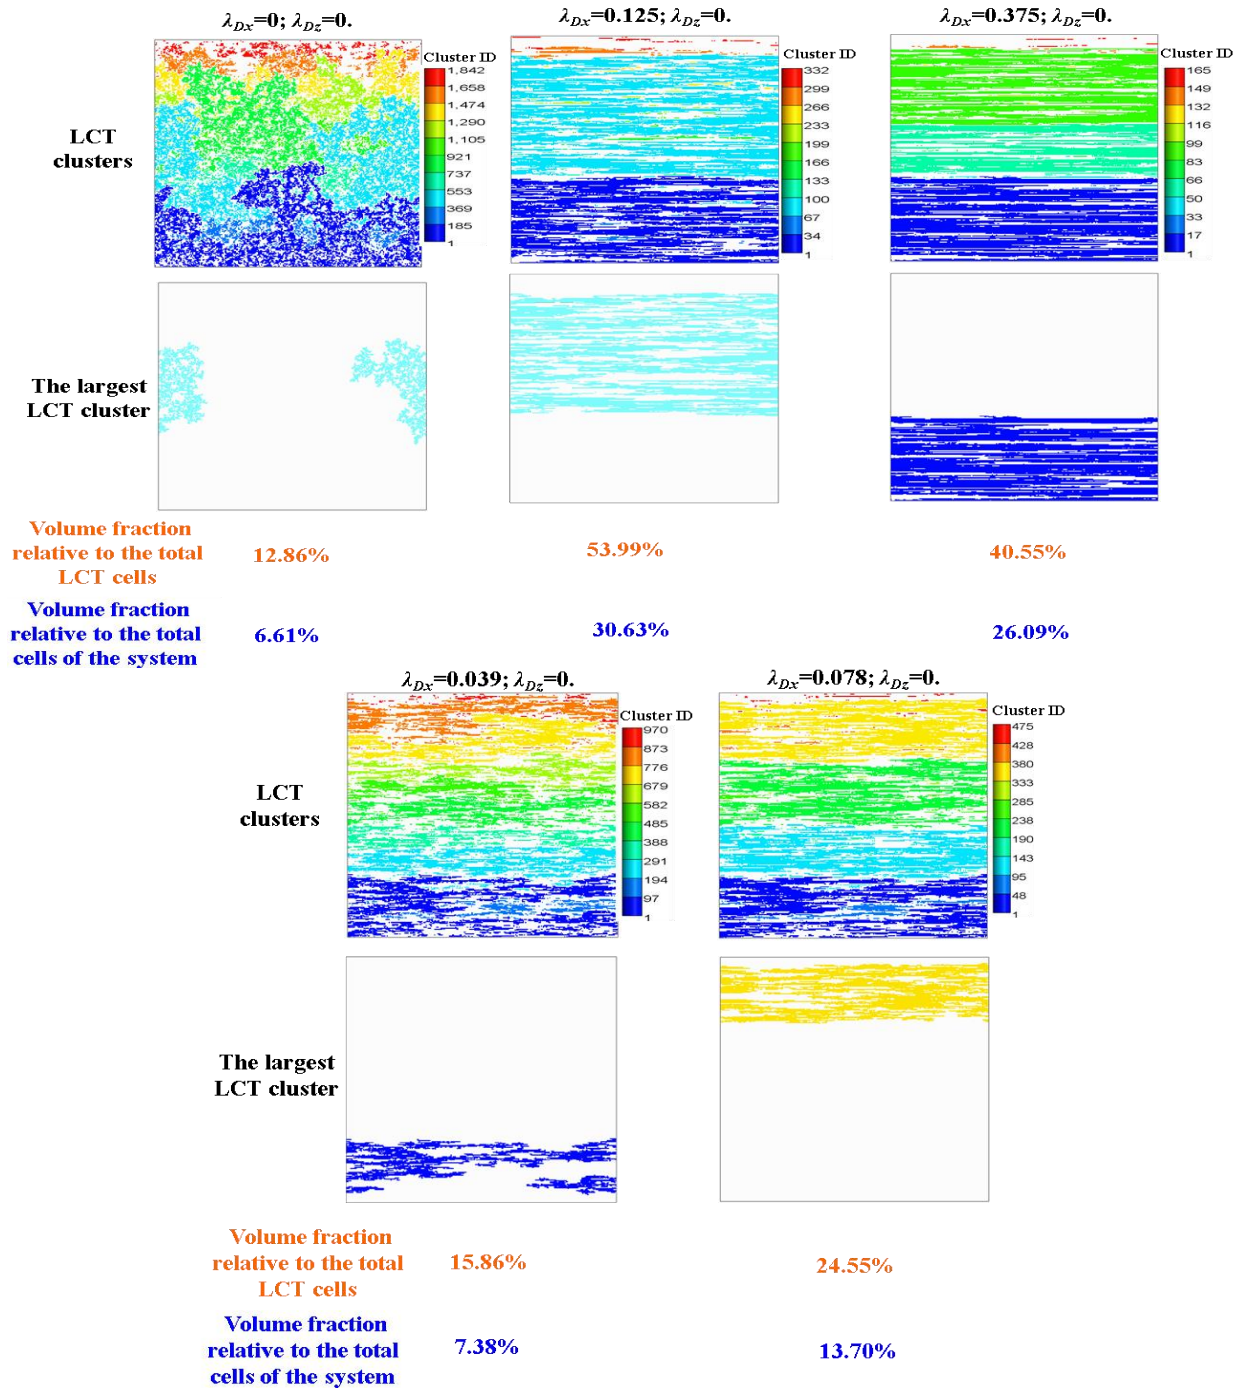 λDx=0; λDz=0.
λDx=0.125; λDz=0.
λDx=0.375; λDz=0.
LCT
clusters
Cluster ID
1,842
1,658
1,474
1,290
1,105
921
737
553
369
185
1
Cluster ID
332
299
266
233
199
166
133
100
67
34
1
Cluster ID
165
149
132
116
99
83
66
50
33
17
1
The largest
LCT cluster
Volume fraction
relative to the total
LCT cells
12.86%
53.99%
40.55%
Volume fraction
relative to the total
cells of the system
6.61%
30.63%
26.09%
λDx=0.039; λDz=0.
λDx=0.078; λDz=0.
LCT
clusters
Cluster ID
970
873
776
679
582
485
388
291
194
97
1
Cluster ID
475
428
380
333
285
238
190
143
95
48
1
The largest
LCT cluster
Volume fraction
relative to the total
LCT cells
15.86%
24.55%
Volume fraction
relative to the total
cells of the system
7.38%
13.70%